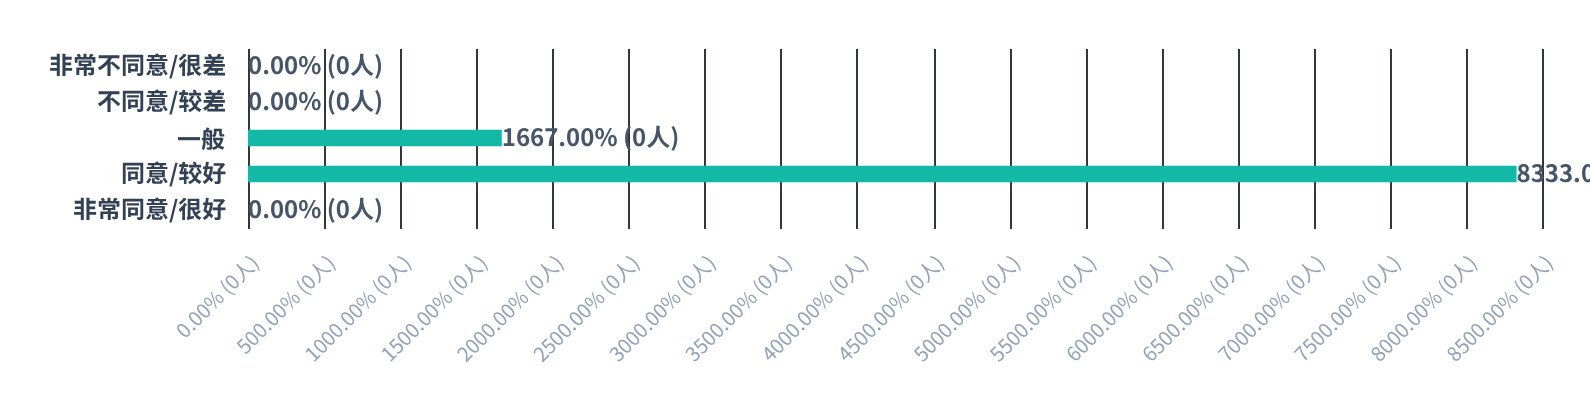 非常不同意/很差 0.00% (0人)
不同意/较差 0.00% (0人)
一般 1667.00% (0人)
同意/较好 8333.0
非常同意/很好 0.00% (0人)
0.00% (0人)
500.00% (0人)
1000.00% (0人)
1500.00% (0人)
2000.00% (0人)
2500.00% (0人)
3000.00% (0人)
3500.00% (0人)
4000.00% (0人)
4500.00% (0人)
5000.00% (0人)
5500.00% (0人)
6000.00% (0人)
6500.00% (0人)
7000.00% (0人)
7500.00% (0人)
8000.00% (0人)
8500.00% (0人)